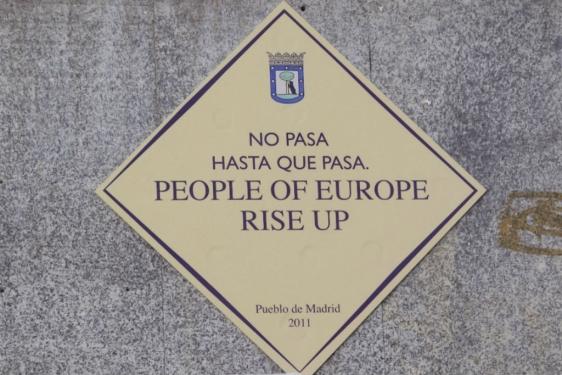 NO PASA
HASTA QUE PASA.
PEOPLE OF EUROPE
RISE UP
Pueblo de Madrid
2011